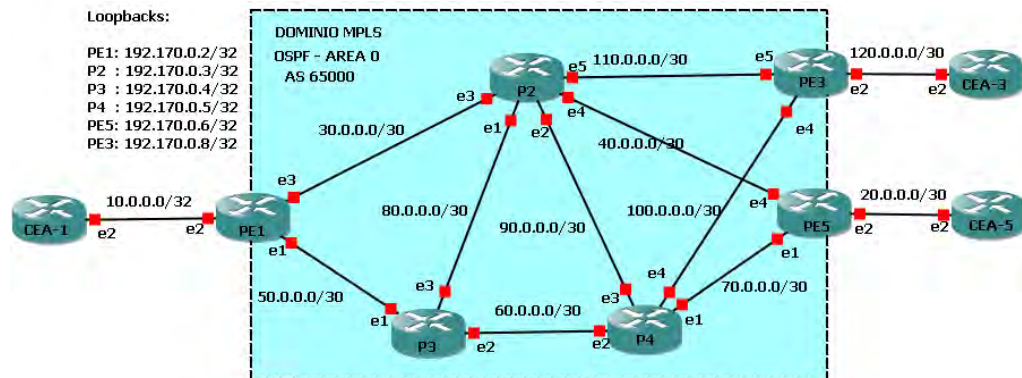 Loopbacks:
PE1: 192.170.0.2/32
P2 : 192.170.0.3/32
P3 : 192.170.0.4/32
P4 : 192.170.0.5/32
PE5: 192.170.0.6/32
PE3: 192.170.0.8/32
DOMINIO MPLS
OSPF - AREA 0
AS 65000
P2
e5
110.0.0.0/30
e5
PE3
120.0.0.0/30
e2
e2
CEA-3
e3
e1
e2
e4
e4
30.0.0.0/30
40.0.0.0/30
10.0.0.0/32
CEA-1
e2
e2
PE1
e3
e1
80.0.0.0/30
90.0.0.0/30
100.0.0.0/30
e4
PE5
20.0.0.0/30
e2
e2
CEA-5
e1
50.0.0.0/30
e3
e1
P3
e2
60.0.0.0/30
e3
e4
e2
P4
e1
70.0.0.0/30